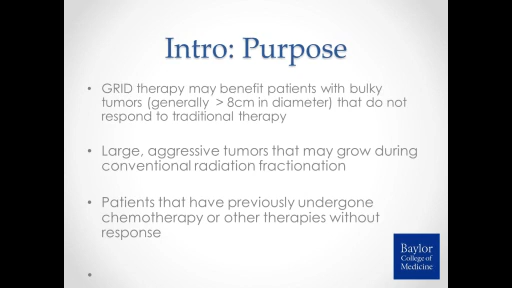 Intro: Purpose
• GRID therapy may benefit patients with bulky
tumors (generally > 8cm in diameter) that do not
respond to traditional therapy
• Large, aggressive tumors that may grow during
conventional radiation fractionation
• Patients that have previously undergone
chemotherapy or other therapies without
response
•
Baylor
College of
Medicine